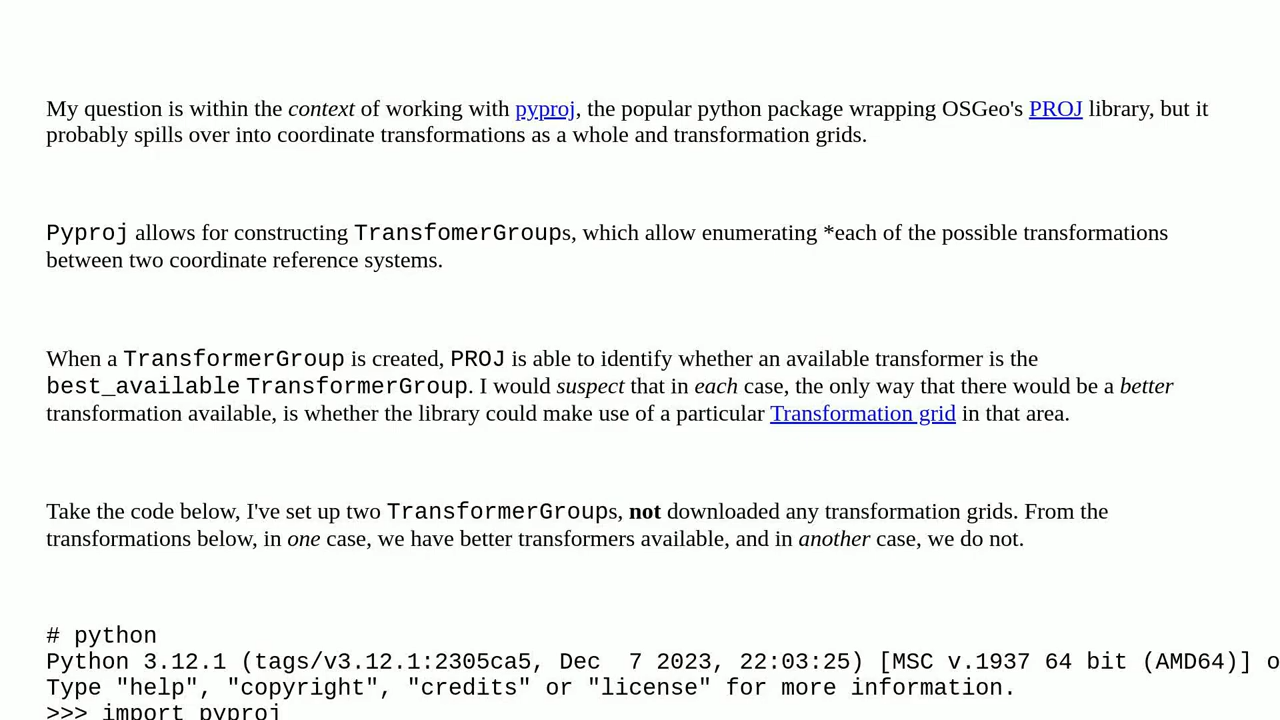 My question is within the context of working with pyproj, the popular python package wrapping OSGeo's PROJ library, but it
probably spills over into coordinate transformations as a whole and transformation grids.
Pyproj allows for constructing TransfomerGroups, which allow enumerating *each of the possible transformations
between two coordinate reference systems.
When a TransformerGroup is created, PROJ is able to identify whether an available transformer is the
best_available TransformerGroup. I would suspect that in each case, the only way that there would be a better
transformation available, is whether the library could make use of a particular Transformation grid in that area.
Take the code below, I've set up two TransformerGroups, not downloaded any transformation grids. From the
transformations below, in one case, we have better transformers available, and in another case, we do not.
# python
Python 3.12.1 (tags/v3.12.1:2305ca5, Dec  7 2023, 22:03:25) [MSC v.1937 64 bit (AMD64)] o
Type "help", "copyright", "credits" or "license" for more information.
>>> import pyproj